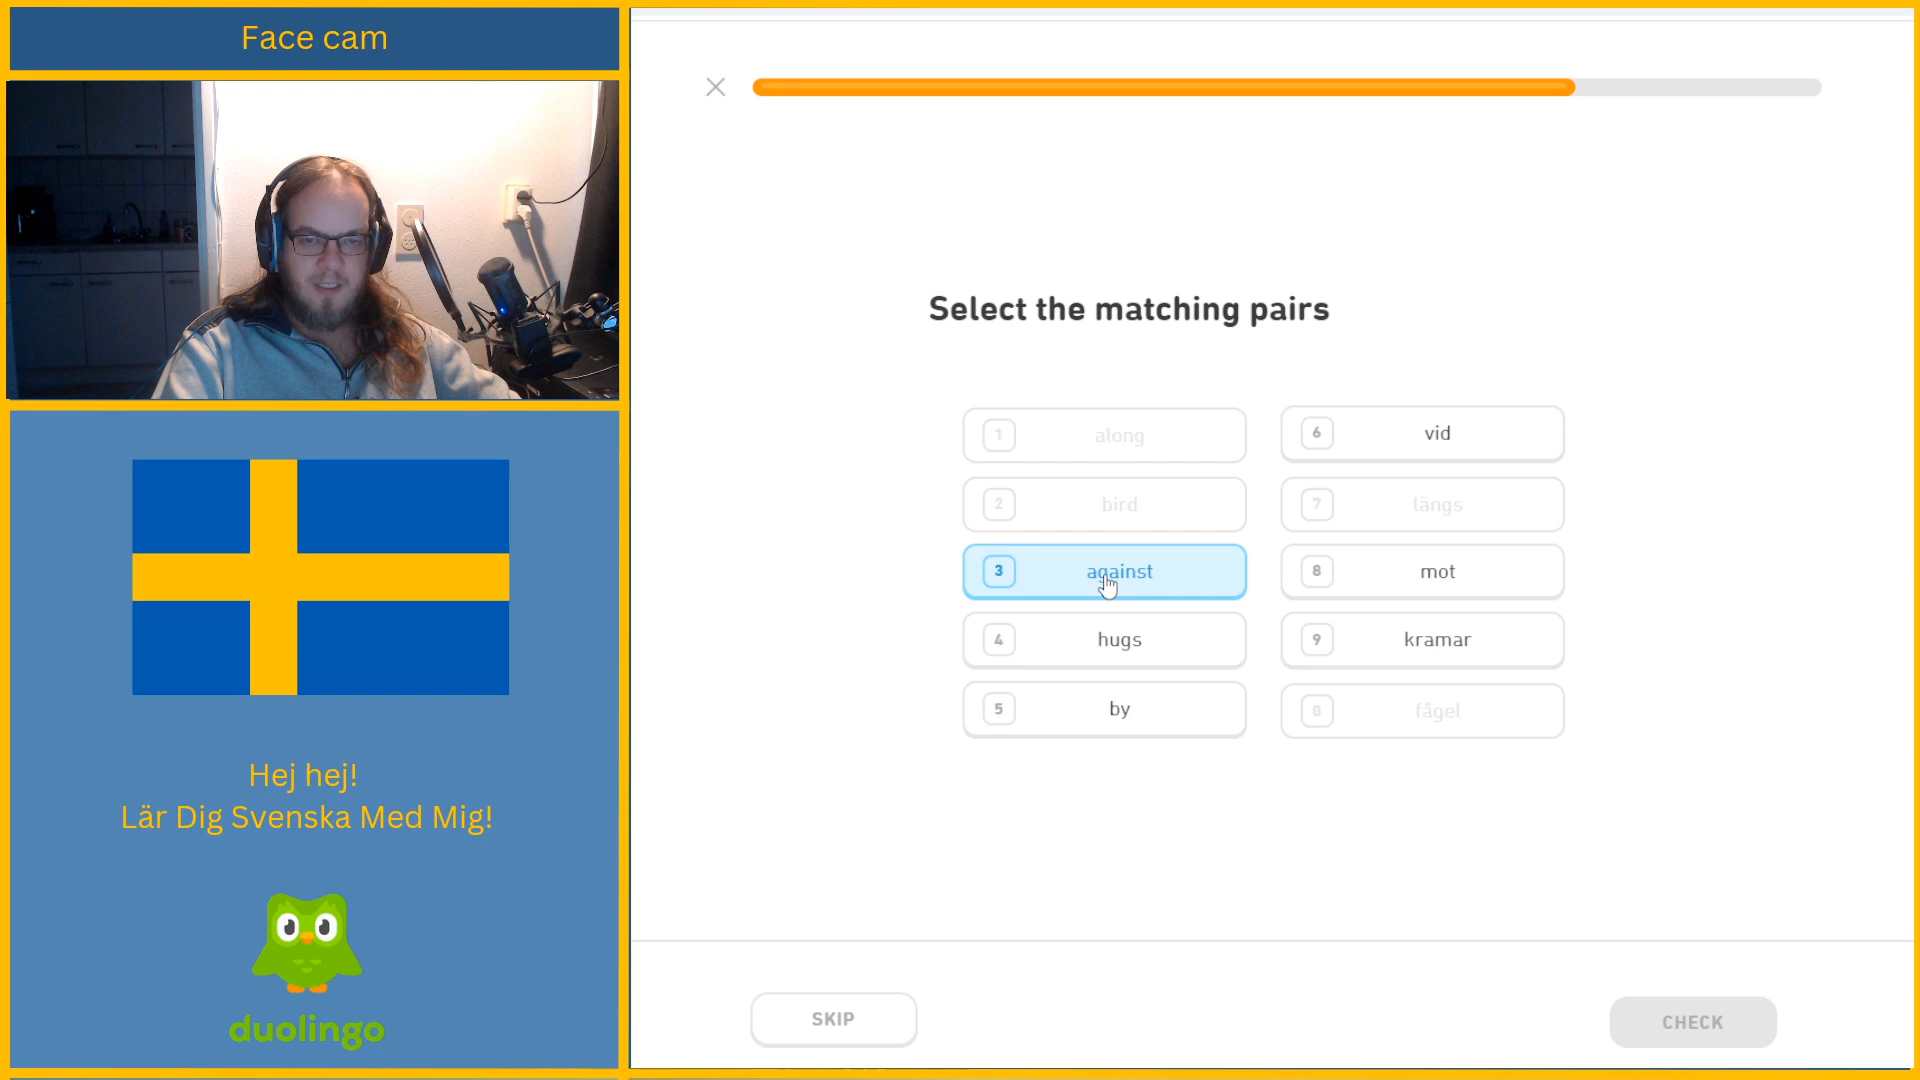 Face cam
Hej hej!
Lär Dig Svenska Med Mig!
duolingo
Select the matching pairs
1 along
6 vid
2 bird
7 längs
3 against
8 mot
4 hugs
9 kramar
5 by
0 fågel
SKIP
CHECK